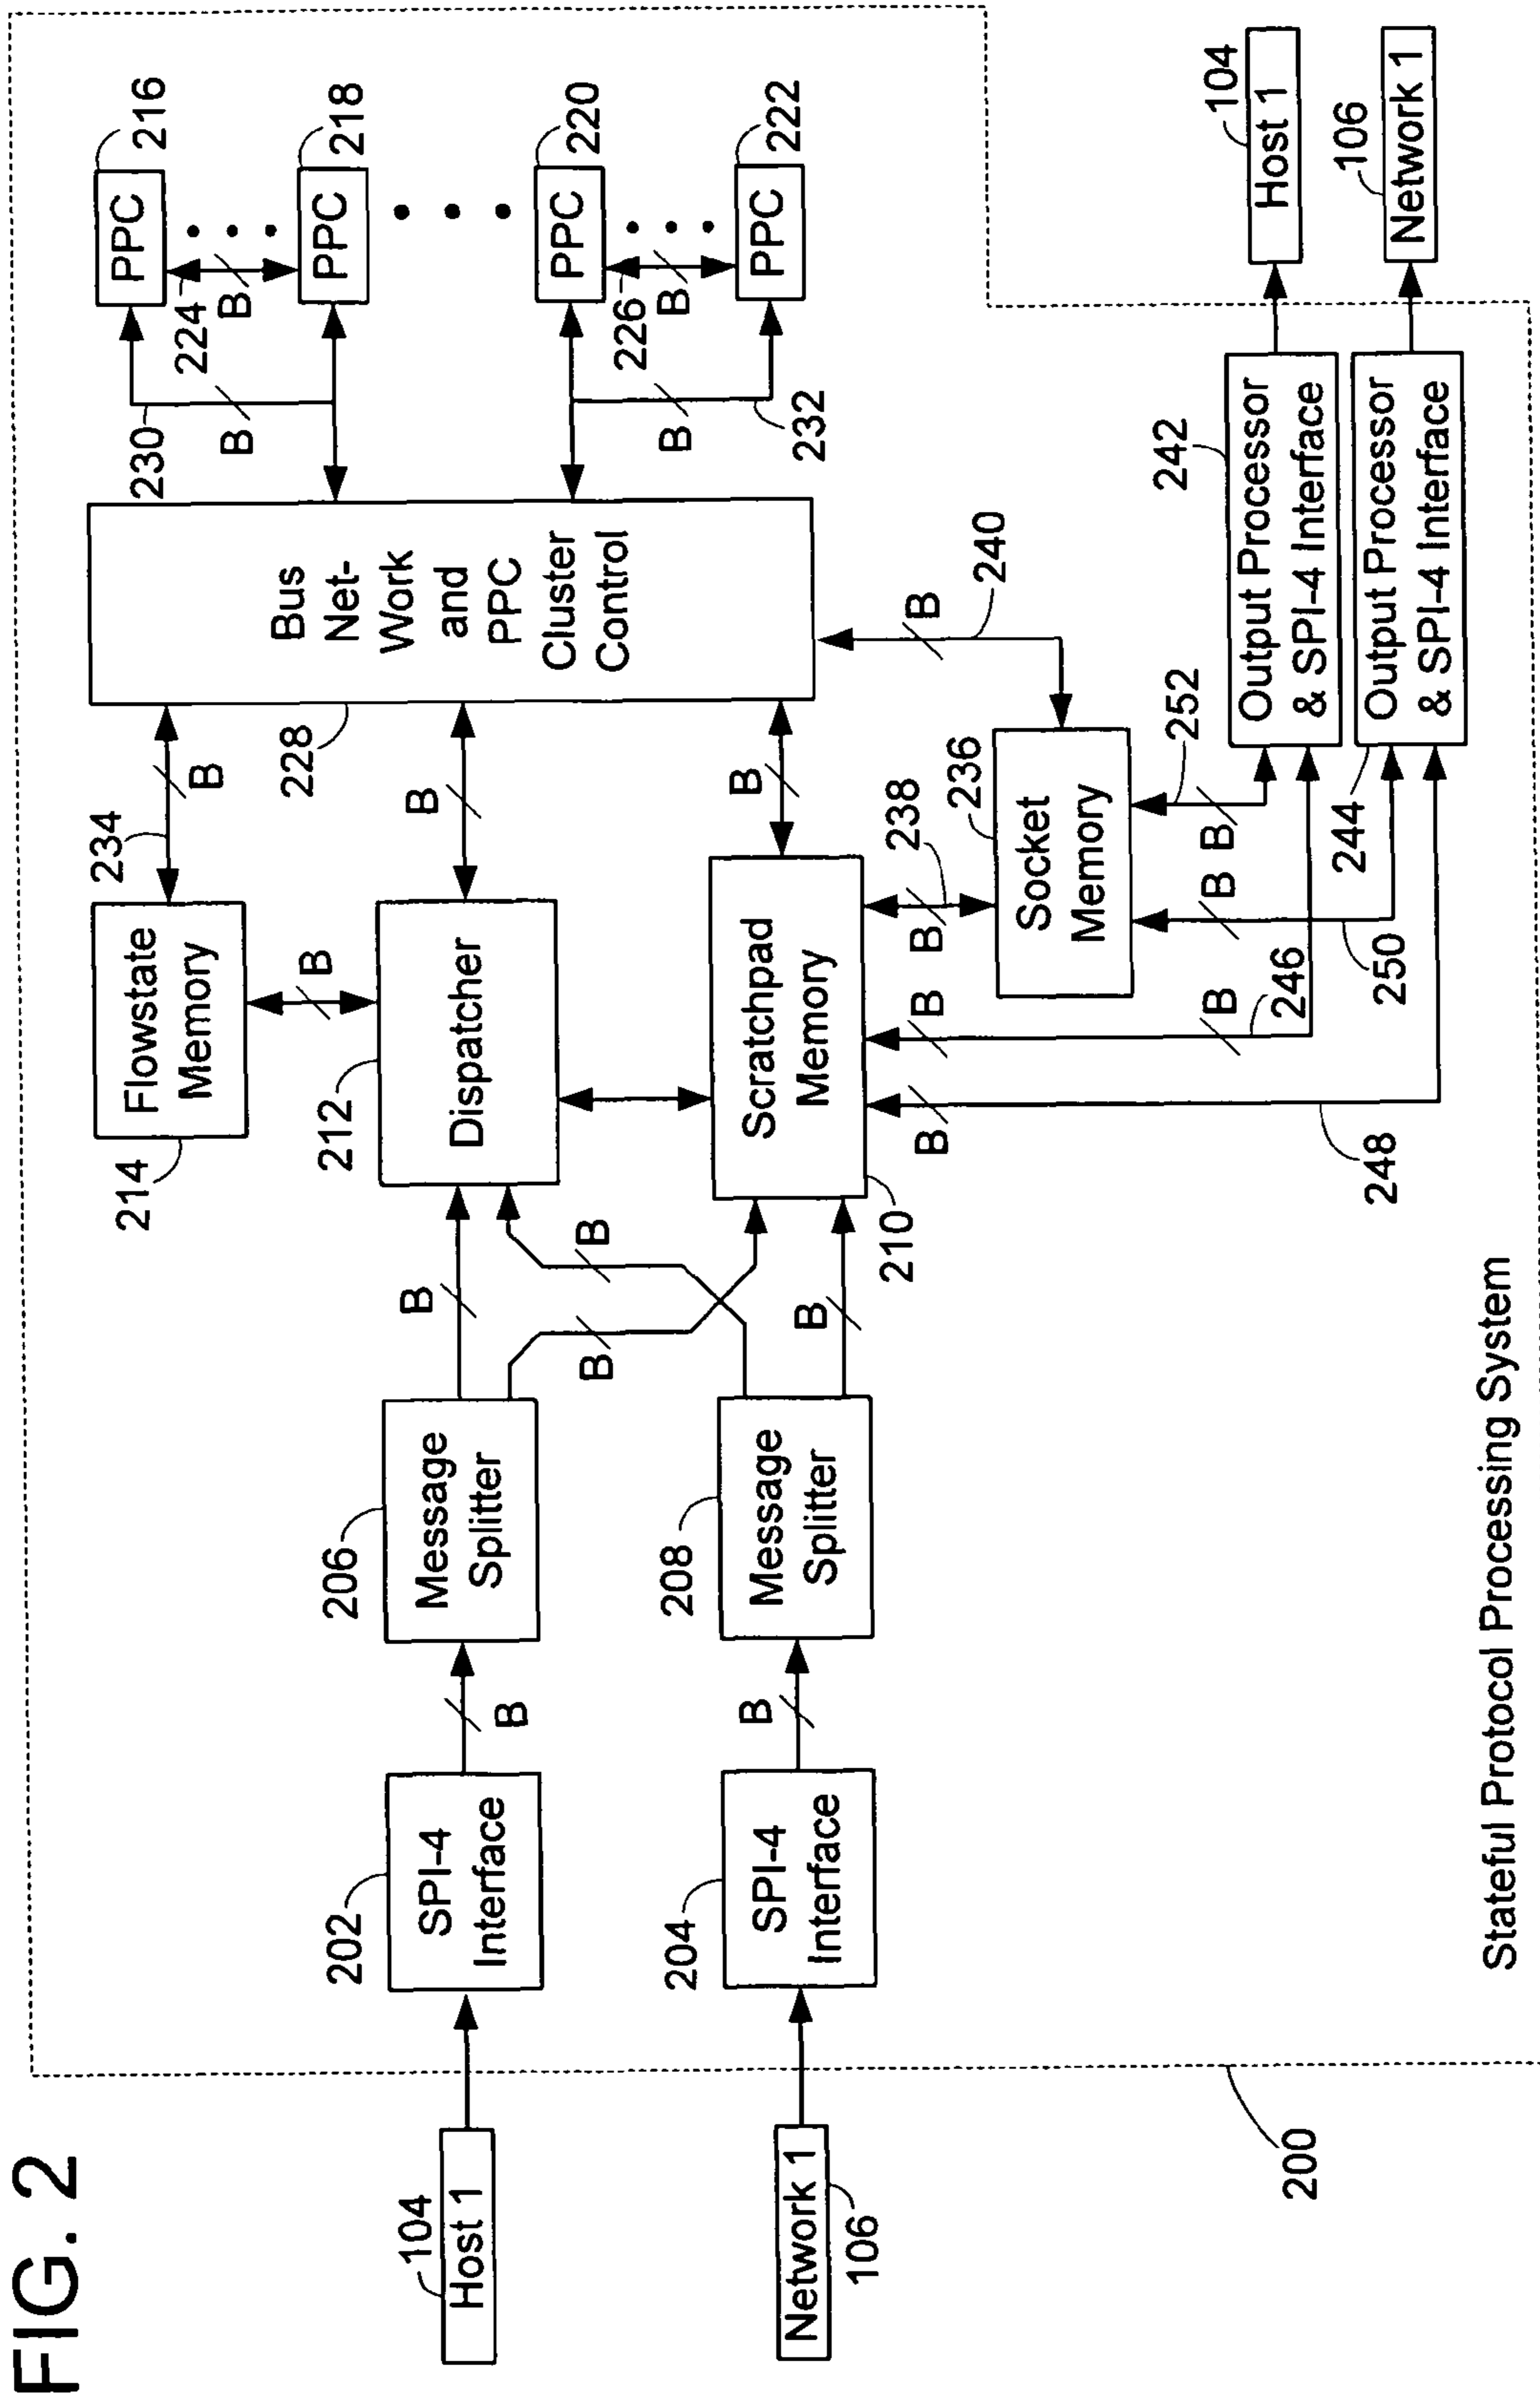 FIG. 2
104
Host 1
Network 1
106
200
202
SPI-4
Interface
204
SPI-4
Interface
B
B
206
Message
Splitter
208
Message
Splitter
B
B
B
B
214
Flowstate
Memory
212
Dispatcher
210
Scratchpad
Memory
B
234
B
B
B
228
Bus
Net-
Work
and
PPC
Cluster
Control
230
B
232
B
PPC
216
224
B
PPC
218
PPC
220
226
B
PPC
222
B
240
238
B
236
Socket
Memory
B
B
246
B
248
B
250
B
252
242
Output Processor
& SPI-4 Interface
244
Output Processor
& SPI-4 Interface
104
Host 1
106
Network 1
Stateful Protocol Processing System